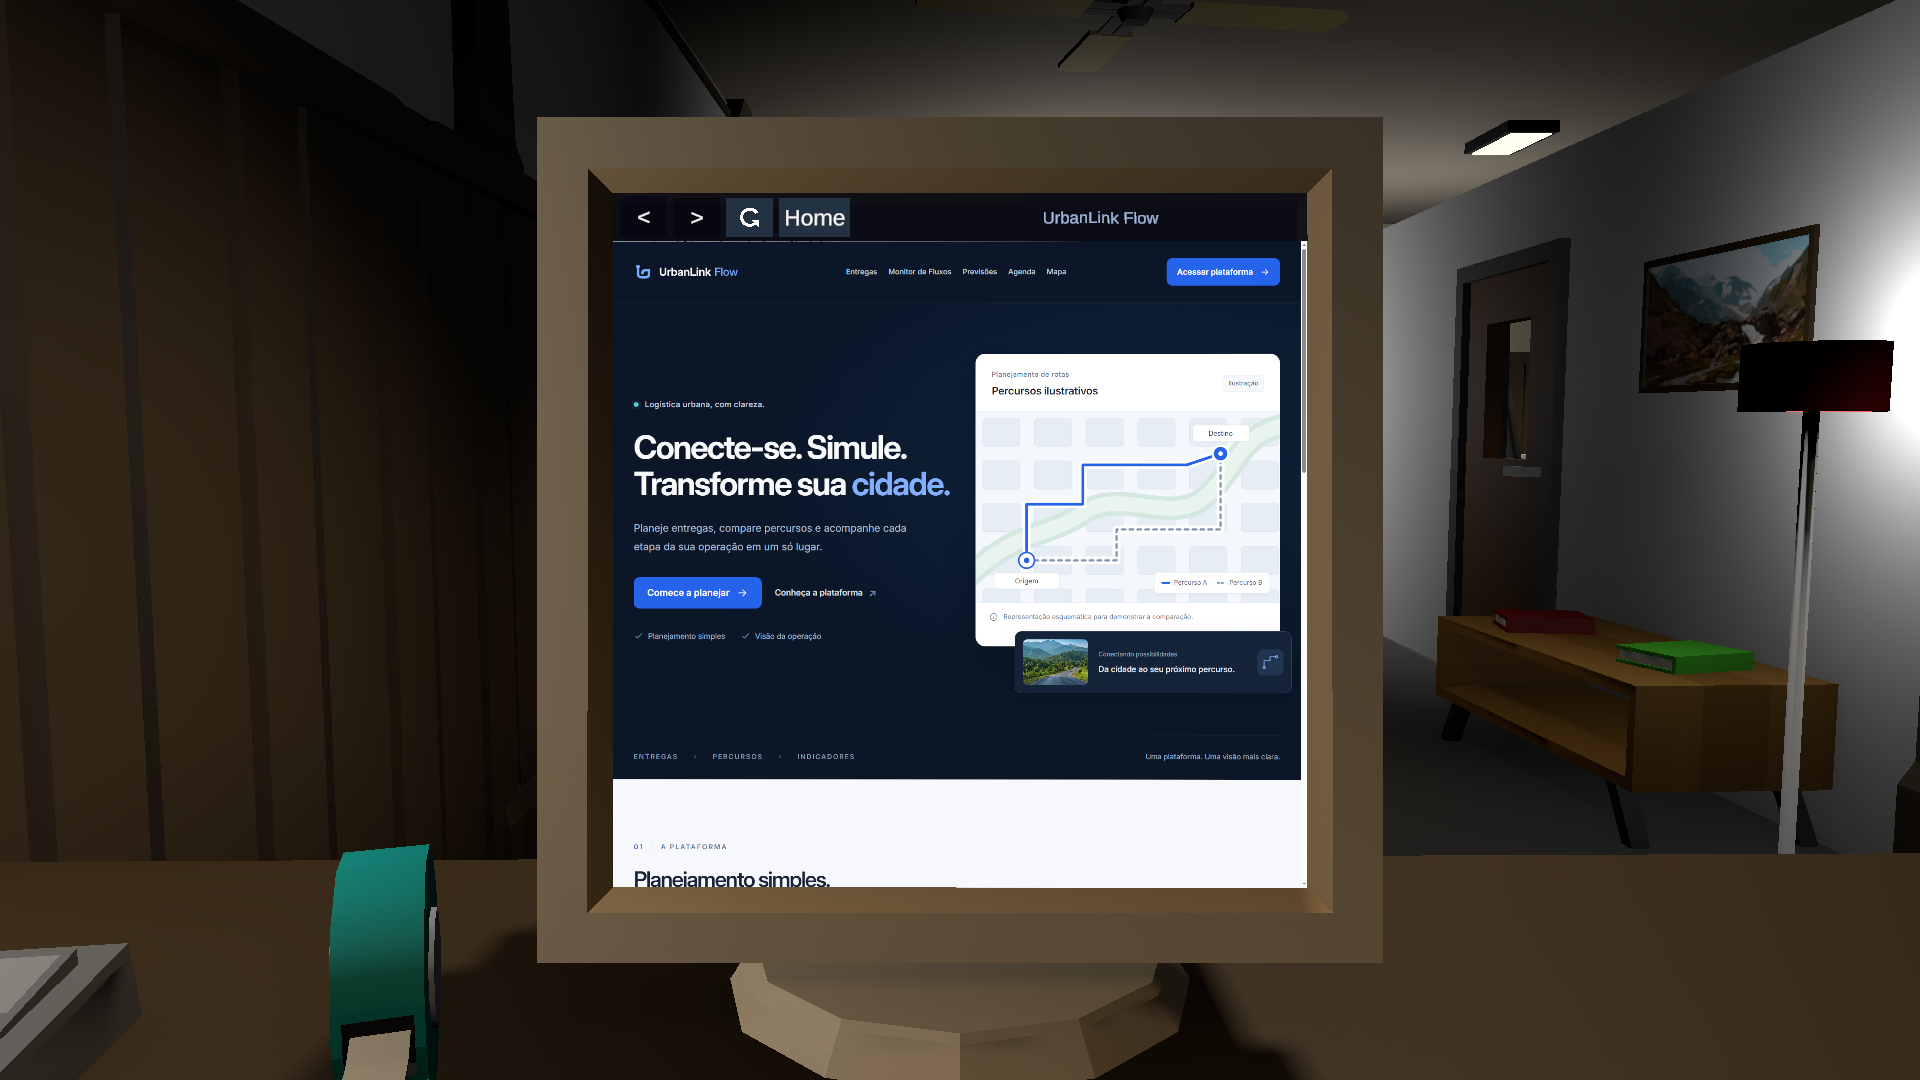 < > Home UrbanLink Flow
UrbanLink Flow
Entregas Monitor de Fluxos Previsões Agenda Mapa
Acessar plataforma →
Logística urbana, com clareza.
Conecte-se. Simule.
Transforme sua cidade.
Planeje entregas, compare percursos e acompanhe cada
etapa da sua operação em um só lugar.
Comece a planejar →
Conheça a plataforma ↗
Planejamento simples
Visão da operação
Planejamento de rotas
Percursos ilustrativos
Ilustração
Destino
Origem
Percurso A
Percurso B
Representação esquemática para demonstrar a comparação.
Conectando possibilidades
Da cidade ao seu próximo percurso.
ENTREGAS • PERCURSOS • INDICADORES
Uma plataforma. Uma visão mais clara.
01 A PLATAFORMA
Planejamento simples.